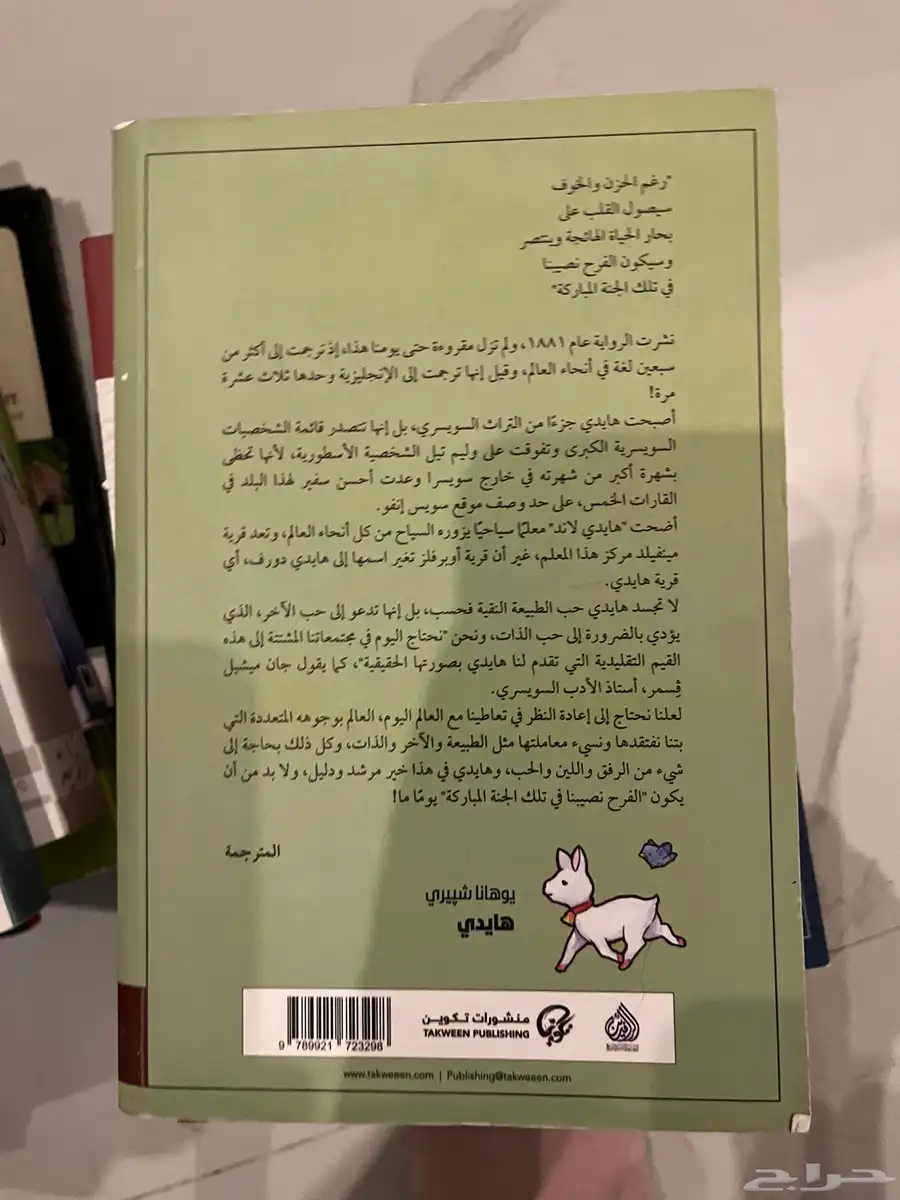 "رغم الحزن والخوف
سيصول القلب على
بحار الحياة الهائجة وينتصر
وسيكون الفرح نصيبنا
في تلك الجنة المباركة"
نشرت الرواية عام ١٨٨١، ولم تزل مقروءة حتى يومنا هذا، إذ ترجمت إلى أكثر من
سبعين لغة في أنحاء العالم، وقيل إنها ترجمت إلى الإنجليزية وحدها ثلاث عشرة
مرة!
أصبحت هايدي جزءًا من التراث السويسري، بل إنها تتصدر قائمة الشخصيات
السويسرية الكبرى وتفوقت على وليم تيل الشخصية الأسطورية، لأنها تحظى
بشهرة أكبر من شهرته في خارج سويسرا وعدت أحسن سفير لهذا البلد في
القارات الخمس، على حد وصف موقع سويس إنفو.
أضحت "هايدي لاند" معلمًا سياحيًا يزوره السياح من كل أنحاء العالم، وتعد قرية
مينفيلد مركز هذا المعلم، غير أن قرية أوبرفلز تغير اسمها إلى هايدي دورف، أي
قرية هايدي.
لا تجسد هايدي حب الطبيعة النقية فحسب، بل إنها تدعو إلى حب الآخر، الذي
يؤدي بالضرورة إلى حب الذات، ونحن "نحتاج اليوم في مجتمعاتنا المشتتة إلى هذه
القيم التقليدية التي تقدم لنا هايدي بصورتها الحقيقية"، كما يقول جان ميشيل
ڤِسمر، أستاذ الأدب السويسري.
لعلنا نحتاج إلى إعادة النظر في تعاطينا مع العالم اليوم، العالم بوجوهه المتعددة التي
بتنا نفتقدها ونسيء معاملتها مثل الطبيعة والآخر والذات، وكل ذلك بحاجة إلى
شيء من الرفق واللين والحب، وهايدي في هذا خير مرشد ودليل، ولا بد من أن
يكون "الفرح نصيبنا في تلك الجنة المباركة" يومًا ما!
المترجمة
يوهانا شپيري
هايدي
منشورات تكوين
TAKWEEN PUBLISHING
تكوين
الرافدين
9 789921 723298
www.takweeen.com | Publishing@takweeen.com
حراج